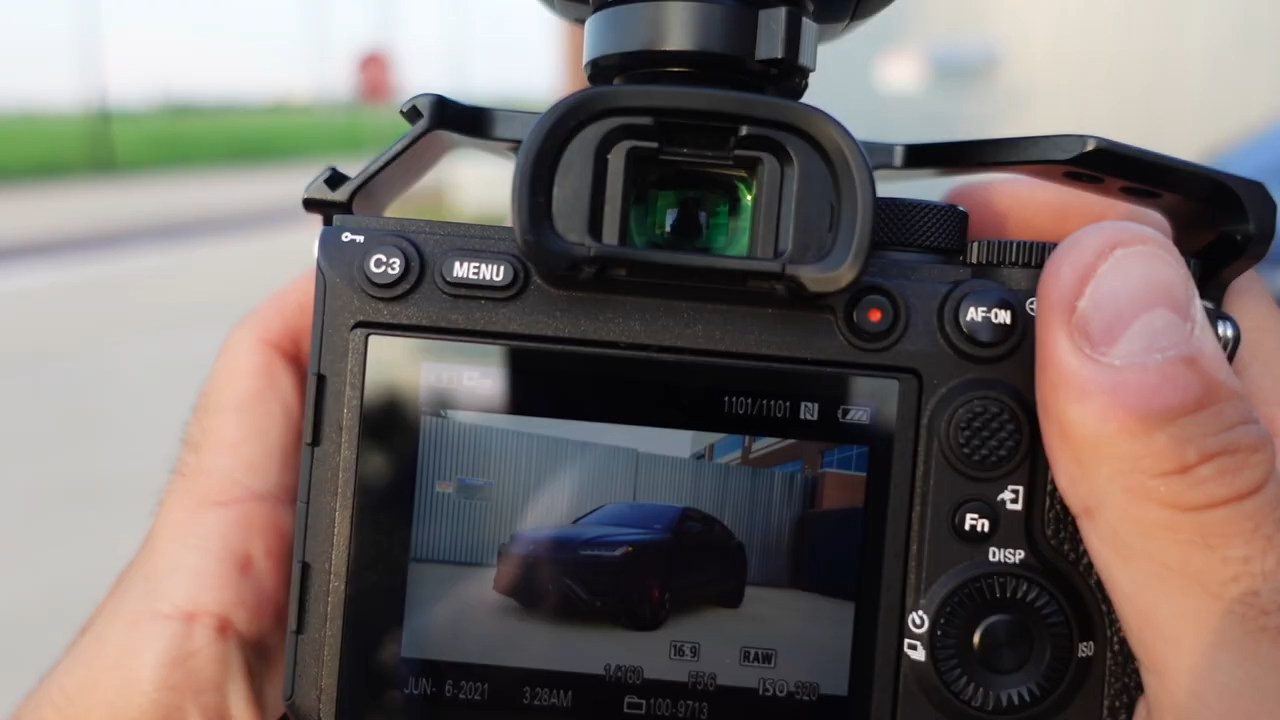 C3
MENU
AF-ON
1101/1101
Fn
DISP
16:9
RAW
1/160
F5.6
ISO 320
ISO
JUN- 6-2021
3:28AM
100-9713